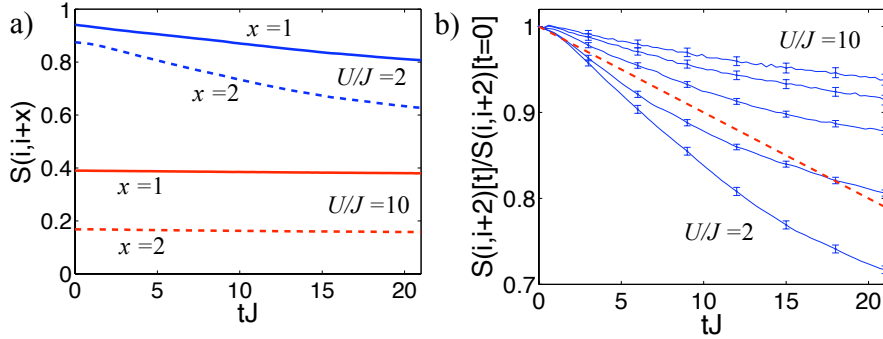 a)
S(i,i+x)
1
0.8
0.6
0.4
0.2
0
x = 1
U/J = 2
x = 2
x = 1
U/J = 10
x = 2
0 5 10 15 20
tJ
b)
S(i,i+2)[t]/S(i,i+2)[t=0]
1
0.9
0.8
0.7
U/J = 10
U/J = 2
0 5 10 15 20
tJ